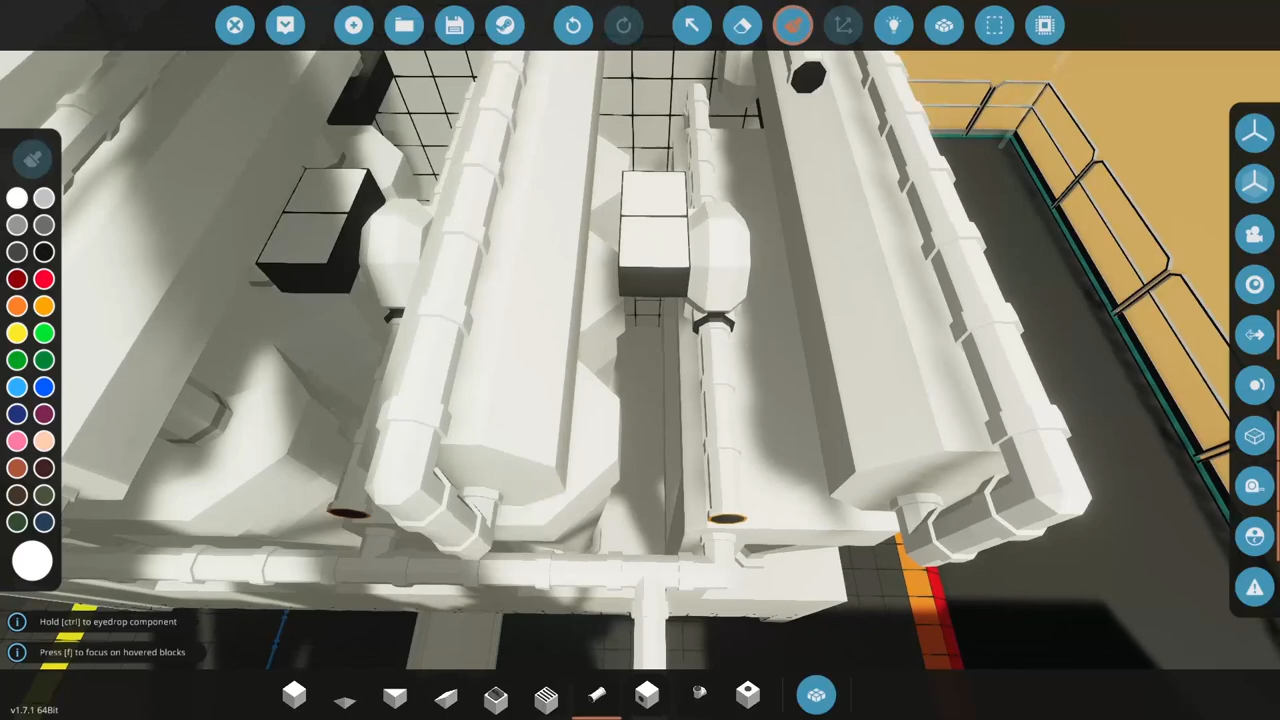 Hold [ctrl] to eyedrop component
Press [f] to focus on hovered blocks
v1.7.1 64Bit